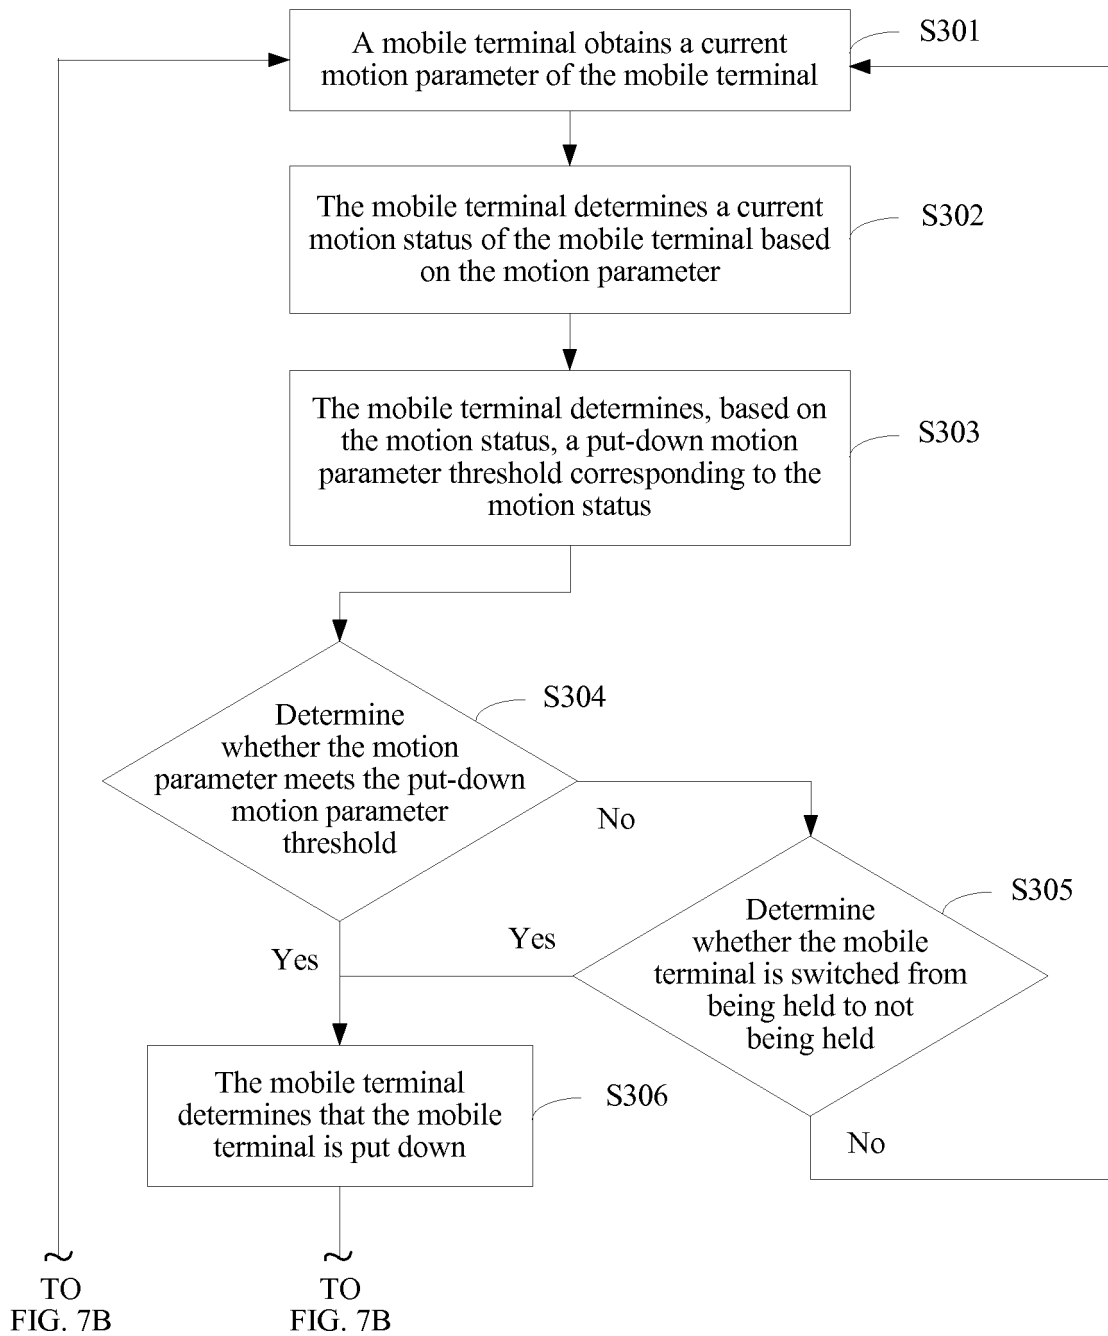 A mobile terminal obtains a current
motion parameter of the mobile terminal
S301
The mobile terminal determines a current
motion status of the mobile terminal based
on the motion parameter
S302
The mobile terminal determines, based on
the motion status, a put-down motion
parameter threshold corresponding to the
motion status
S303
Determine
whether the motion
parameter meets the put-down
motion parameter
threshold
S304
No
Yes
Determine
whether the mobile
terminal is switched from
being held to not
being held
S305
Yes
No
The mobile terminal
determines that the mobile
terminal is put down
S306
TO
FIG. 7B
TO
FIG. 7B